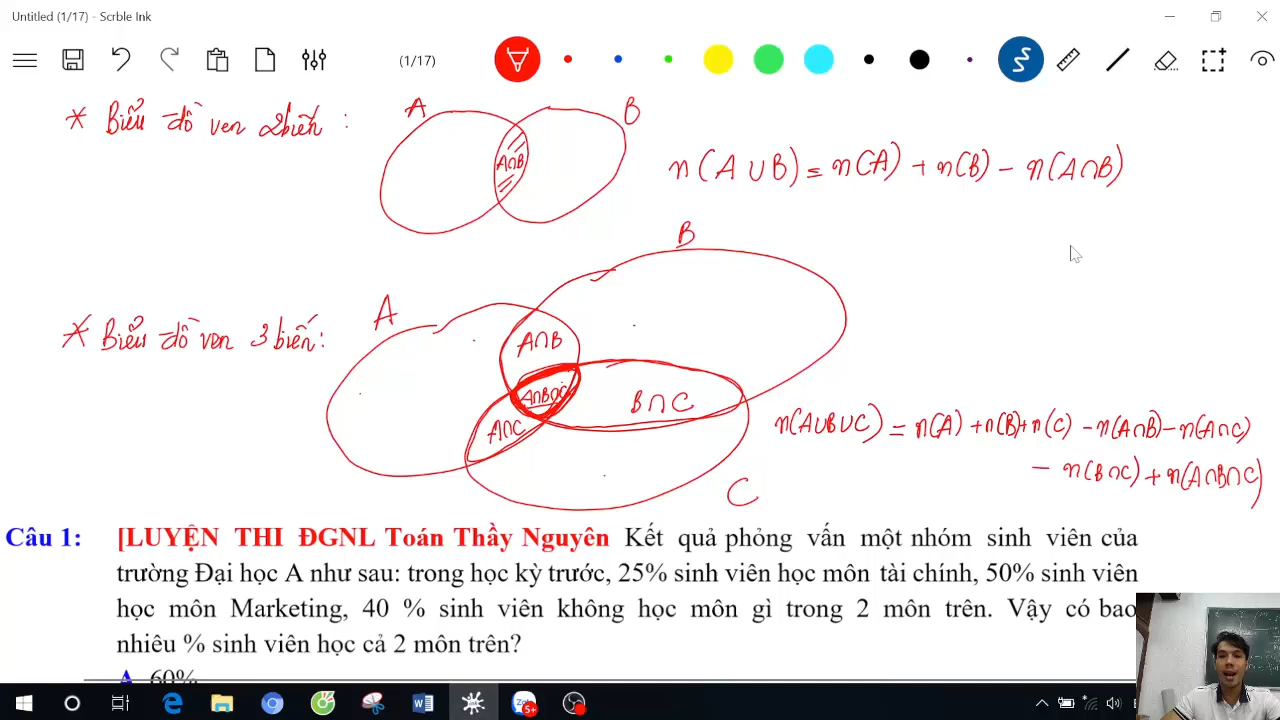 Untitled (1/17) - Scrble Ink
(1/17)
* Biểu đồ ven 2 biến :
A
B
A∩B
n(A∪B) = n(A) + n(B) - n(A∩B)
* Biểu đồ ven 3 biến:
A
B
A∩B
A∩B∩C
B∩C
A∩C
C
n(A∪B∪C) = n(A) + n(B) + n(C) - n(A∩B) - n(A∩C)
- n(B∩C) + n(A∩B∩C)
Câu 1: [LUYỆN THI ĐGNL Toán Thầy Nguyên Kết quả phỏng vấn một nhóm sinh viên của
trường Đại học A như sau: trong học kỳ trước, 25% sinh viên học môn tài chính, 50% sinh viên
học môn Marketing, 40 % sinh viên không học môn gì trong 2 môn trên. Vậy có bao
nhiêu % sinh viên học cả 2 môn trên?
A. 60%.
5+